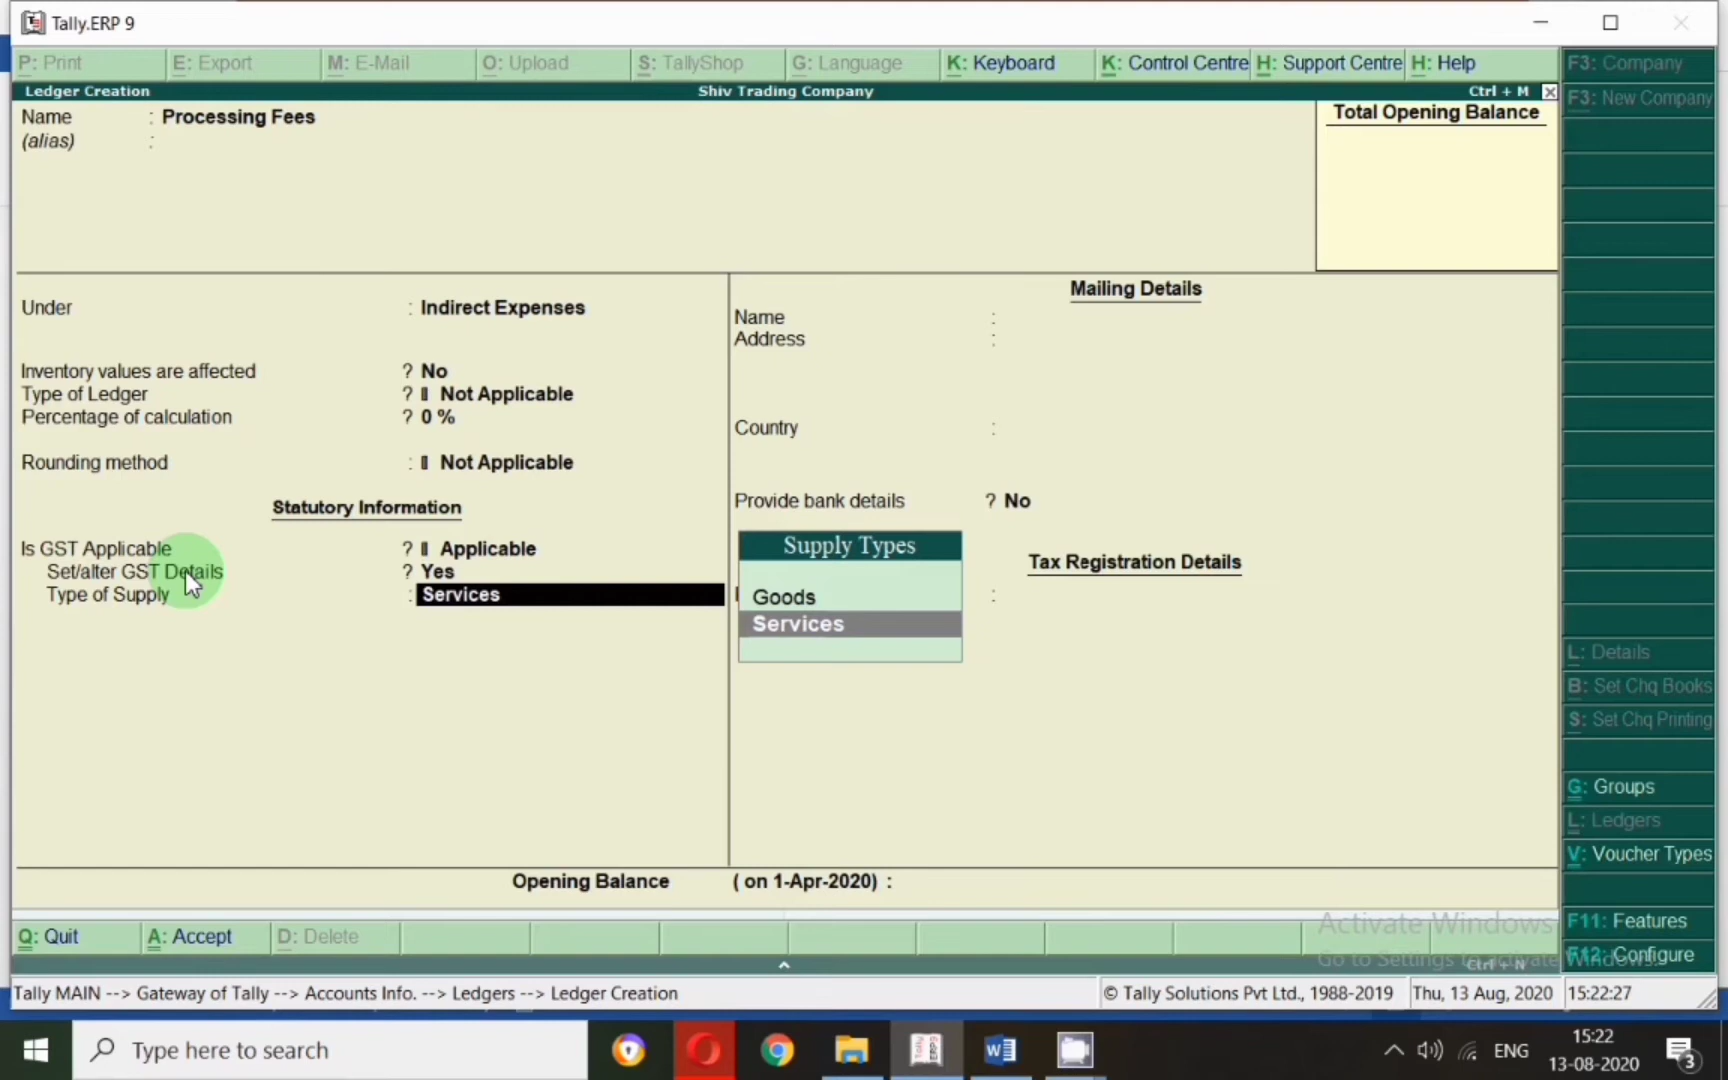 Tally.ERP 9
P: Print E: Export M: E-Mail O: Upload S: TallyShop G: Language K: Keyboard K: Control Centre H: Support Centre H: Help
F3: Company
F3: New Company
Ledger Creation Shiv Trading Company Ctrl + M
Name : Processing Fees
(alias) :
Total Opening Balance
Under : Indirect Expenses
Inventory values are affected ? No
Type of Ledger ? Not Applicable
Percentage of calculation ? 0 %
Rounding method : Not Applicable
Statutory Information
Is GST Applicable ? Applicable
Set/alter GST Details ? Yes
Type of Supply : Services
Mailing Details
Name :
Address :
Country :
Provide bank details ? No
Tax Registration Details
:
Supply Types
Goods
Services
L: Details
B: Set Chq Books
S: Set Chq Printing
G: Groups
L: Ledgers
V: Voucher Types
F11: Features
F12: Configure
Opening Balance ( on 1-Apr-2020) :
Activate Windows
Go to Settings to activate Windows.
Q: Quit A: Accept D: Delete
Ctrl + N
Tally MAIN --> Gateway of Tally --> Accounts Info. --> Ledgers --> Ledger Creation © Tally Solutions Pvt Ltd., 1988-2019 Thu, 13 Aug, 2020 15:22:27
Type here to search
Tally ERP9
ENG
15:22
13-08-2020
3